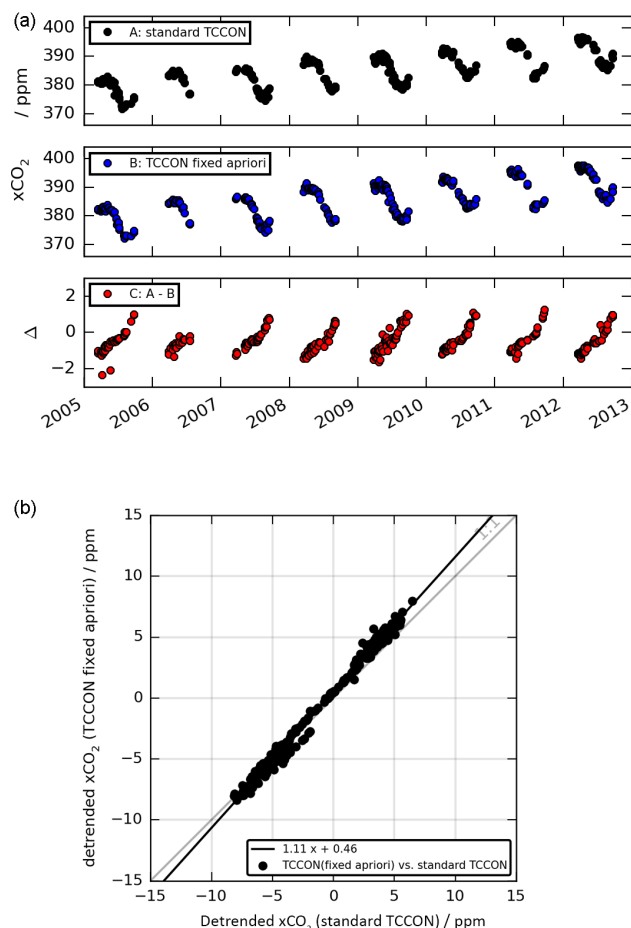 (a)
400
390
380
370
/ ppm
A: standard TCCON
400
390
380
370
xCO₂
B: TCCON fixed apriori
2
0
−2
Δ
C: A - B
2005 2006 2007 2008 2009 2010 2011 2012 2013
(b)
15
10
5
0
−5
−10
−15
detrended xCO₂ (TCCON fixed apriori) / ppm
1:1
1.11 x + 0.46
TCCON(fixed apriori) vs. standard TCCON
−15 −10 −5 0 5 10 15
Detrended xCO₂ (standard TCCON) / ppm